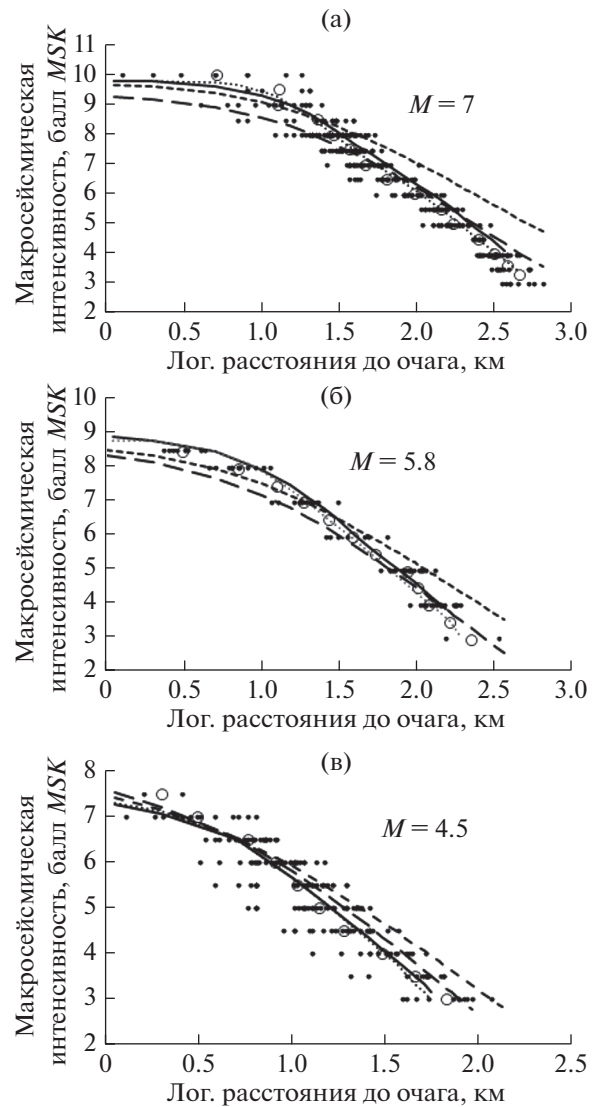 (а)
11
10
9
8
7
6
5
4
3
2
Макросейсмическая
интенсивность, балл MSK
M = 7
0 0.5 1.0 1.5 2.0 2.5 3.0
Лог. расстояния до очага, км
(б)
10
9
8
7
6
5
4
3
2
Макросейсмическая
интенсивность, балл MSK
M = 5.8
0 0.5 1.0 1.5 2.0 2.5 3.0
Лог. расстояния до очага, км
(в)
8
7
6
5
4
3
2
Макросейсмическая
интенсивность, балл MSK
M = 4.5
0 0.5 1.0 1.5 2.0 2.5
Лог. расстояния до очага, км